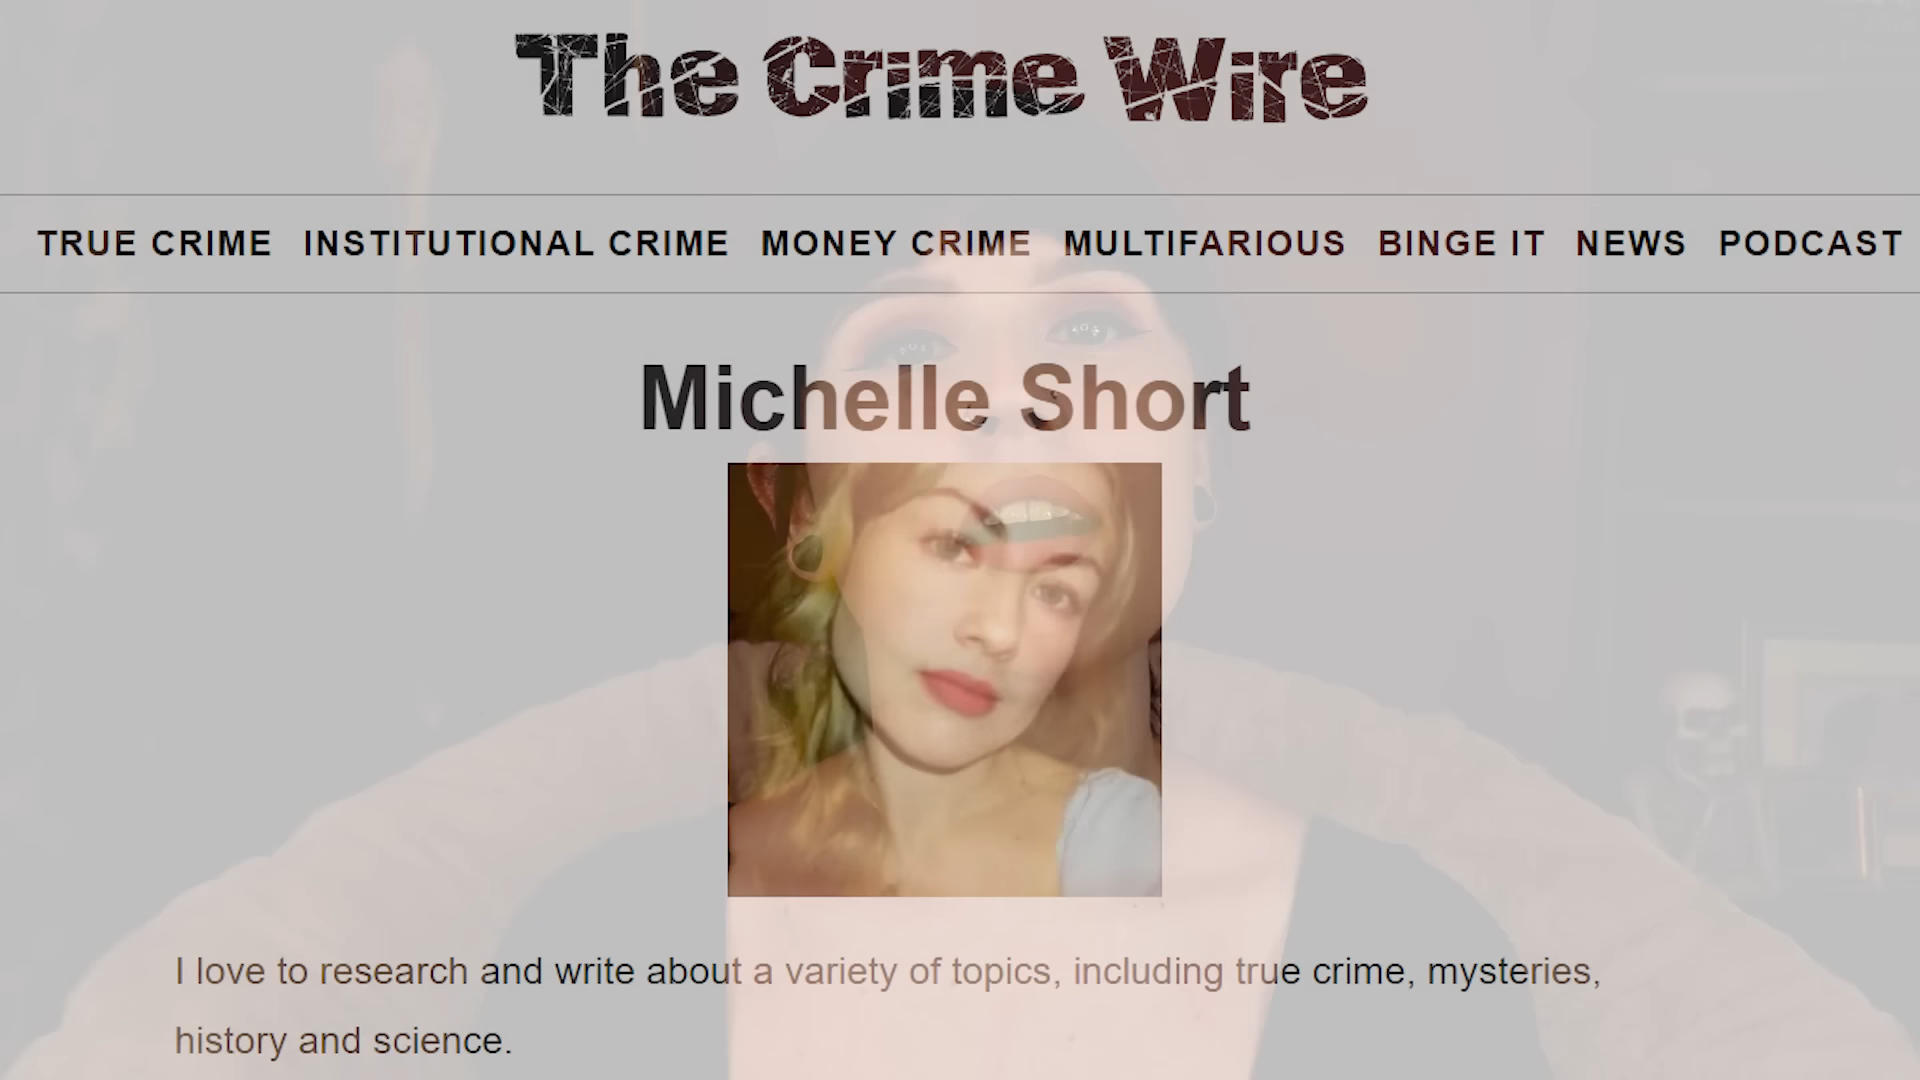 The Crime Wire
TRUE CRIME INSTITUTIONAL CRIME MONEY CRIME MULTIFARIOUS BINGE IT NEWS PODCAST
Michelle Short
I love to research and write about a variety of topics, including true crime, mysteries,
history and science.